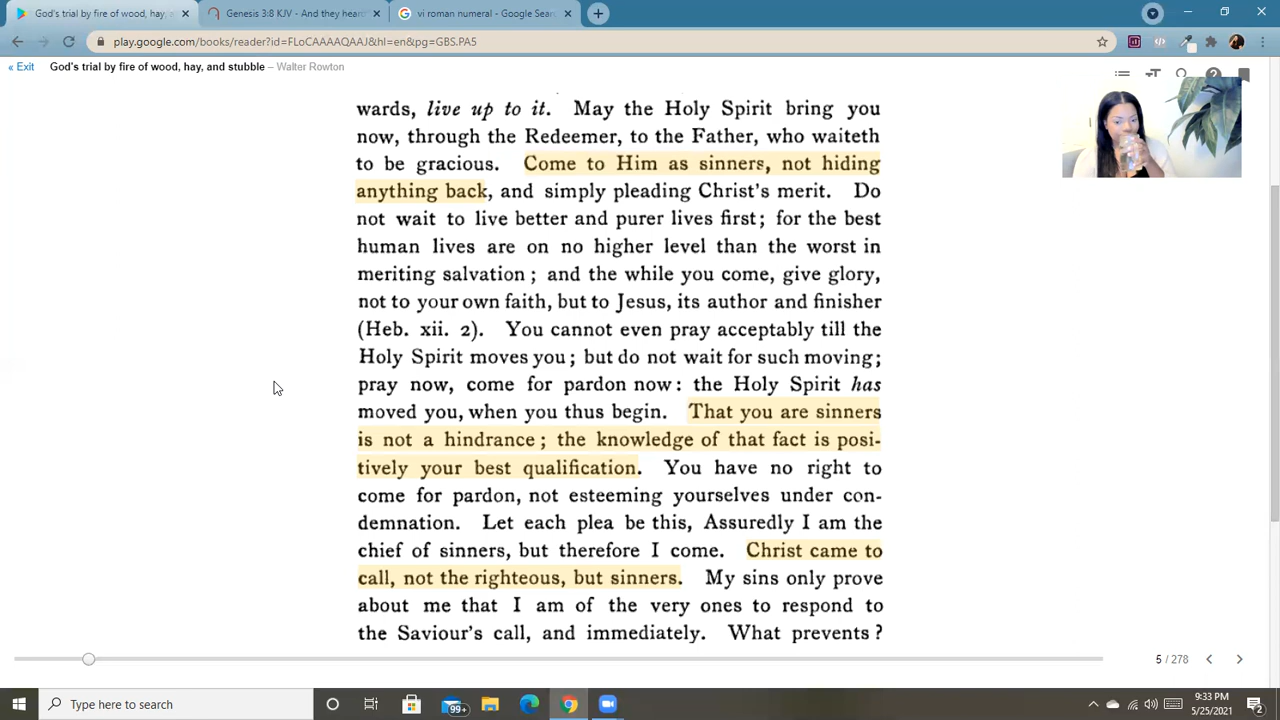 God's trial by fire of wood, hay, a
Genesis 3:8 KJV - And they hear
vi roman numeral - Google Sear
play.google.com/books/reader?id=FLoCAAAAQAAJ&hl=en&pg=GBS.PA5
« Exit God's trial by fire of wood, hay, and stubble – Walter Rowton
wards, live up to it. May the Holy Spirit bring you
now, through the Redeemer, to the Father, who waiteth
to be gracious. Come to Him as sinners, not hiding
anything back, and simply pleading Christ's merit. Do
not wait to live better and purer lives first; for the best
human lives are on no higher level than the worst in
meriting salvation; and the while you come, give glory,
not to your own faith, but to Jesus, its author and finisher
(Heb. xii. 2). You cannot even pray acceptably till the
Holy Spirit moves you; but do not wait for such moving;
pray now, come for pardon now: the Holy Spirit has
moved you, when you thus begin. That you are sinners
is not a hindrance; the knowledge of that fact is posi-
tively your best qualification. You have no right to
come for pardon, not esteeming yourselves under con-
demnation. Let each plea be this, Assuredly I am the
chief of sinners, but therefore I come. Christ came to
call, not the righteous, but sinners. My sins only prove
about me that I am of the very ones to respond to
the Saviour's call, and immediately. What prevents?
5 / 278
Type here to search
99+
9:33 PM
5/25/2021
2